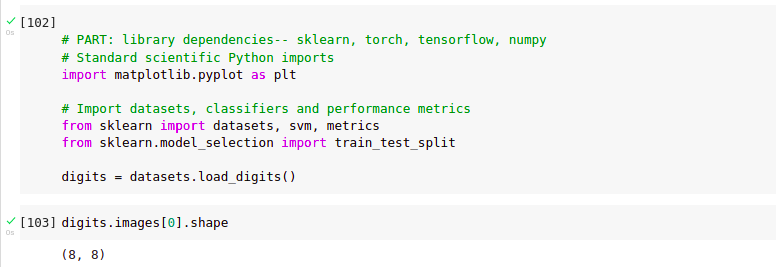 [102]
0s
# PART: library dependencies-- sklearn, torch, tensorflow, numpy
# Standard scientific Python imports
import matplotlib.pyplot as plt
# Import datasets, classifiers and performance metrics
from sklearn import datasets, svm, metrics
from sklearn.model_selection import train_test_split
digits = datasets.load_digits()
[103] digits.images[0].shape
0s
(8, 8)